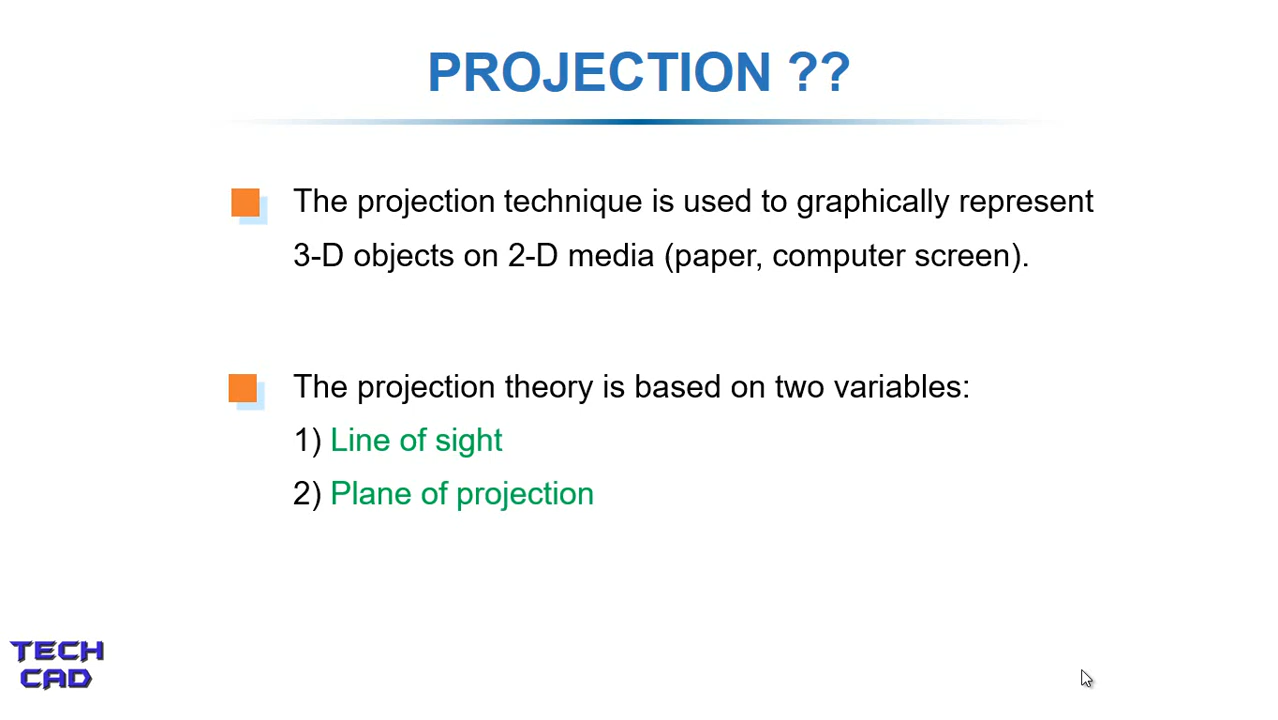 PROJECTION ??
The projection technique is used to graphically represent
3-D objects on 2-D media (paper, computer screen).
The projection theory is based on two variables:
1) Line of sight
2) Plane of projection
TECH
CAD